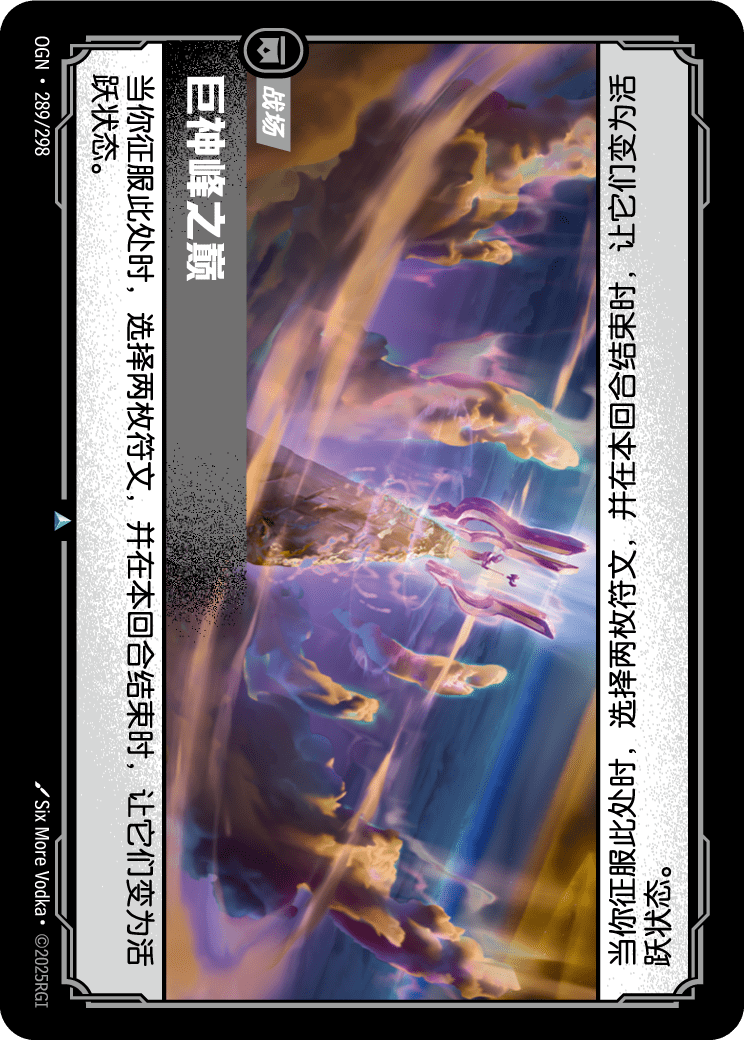 当你征服此处时，选择两枚符文，并在本回合结束时，让它们变为活
跃状态。
战场
巨神峰之巅
当你征服此处时，选择两枚符文，并在本回合结束时，让它们变为活
跃状态。
OGN • 289/298
Six More Vodka • ©2025RGI